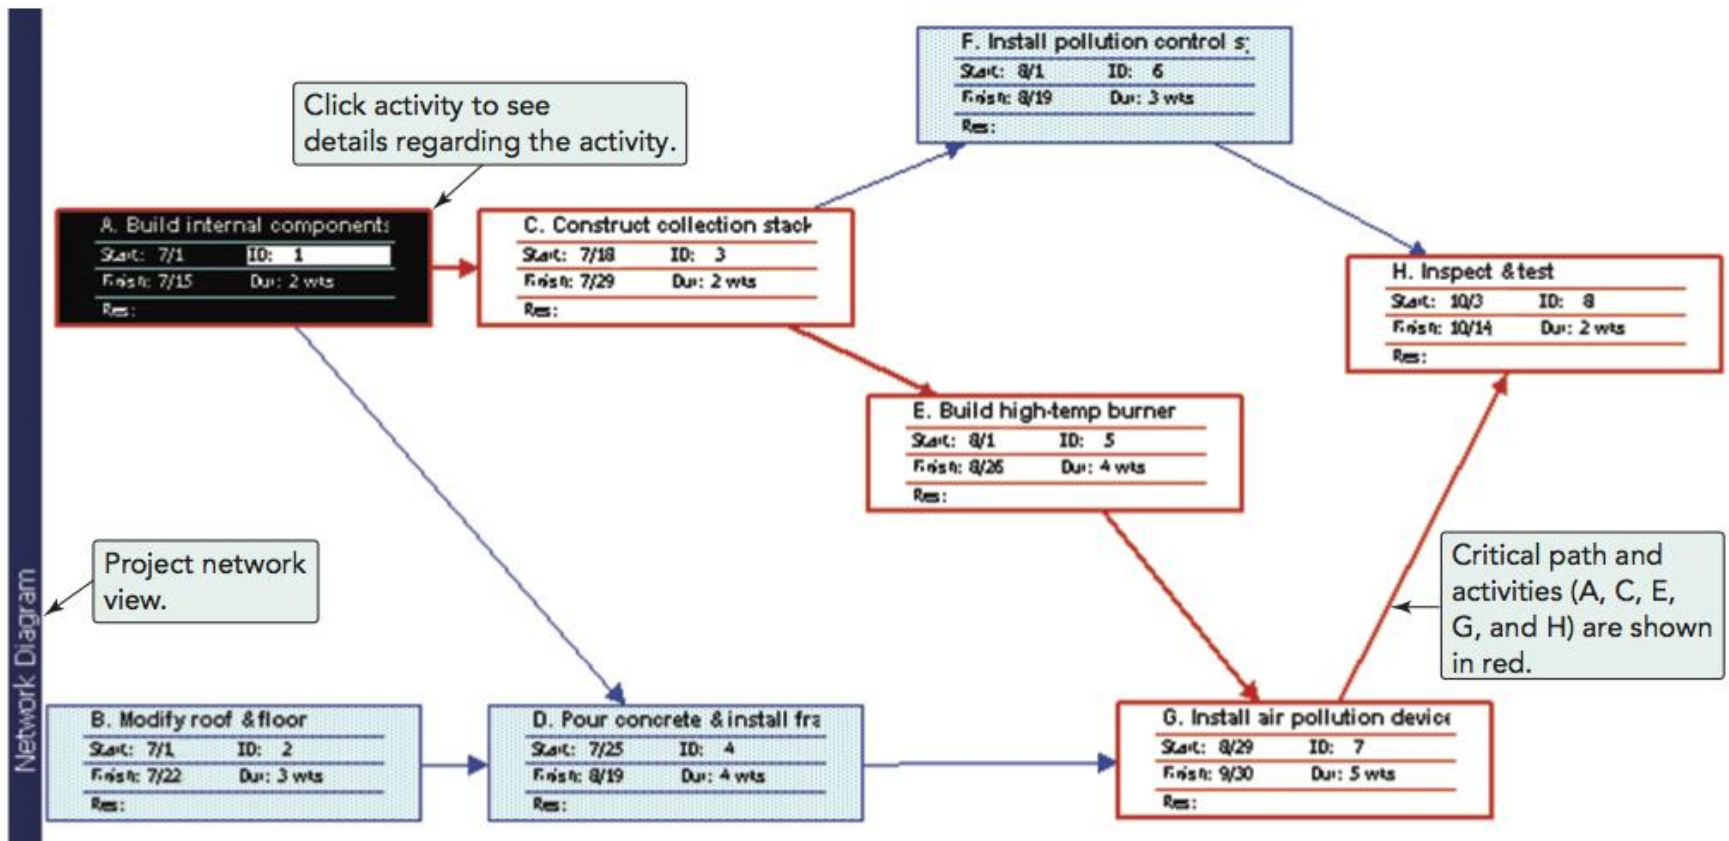 Network Diagram
Click activity to see
details regarding the activity.
F. Install pollution control s
Start: 8/1 ID: 6
Finish: 8/19 Dur: 3 wks
Res:
A. Build internal components
Start: 7/1 ID: 1
Finish: 7/15 Dur: 2 wks
Res:
C. Construct collection stack
Start: 7/18 ID: 3
Finish: 7/29 Dur: 2 wks
Res:
H. Inspect & test
Start: 10/3 ID: 8
Finish: 10/14 Dur: 2 wks
Res:
E. Build high-temp burner
Start: 8/1 ID: 5
Finish: 8/26 Dur: 4 wks
Res:
Project network
view.
Critical path and
activities (A, C, E,
G, and H) are shown
in red.
B. Modify roof & floor
Start: 7/1 ID: 2
Finish: 7/22 Dur: 3 wks
Res:
D. Pour concrete & install fra
Start: 7/25 ID: 4
Finish: 8/19 Dur: 4 wks
Res:
G. Install air pollution device
Start: 8/29 ID: 7
Finish: 9/30 Dur: 5 wks
Res: